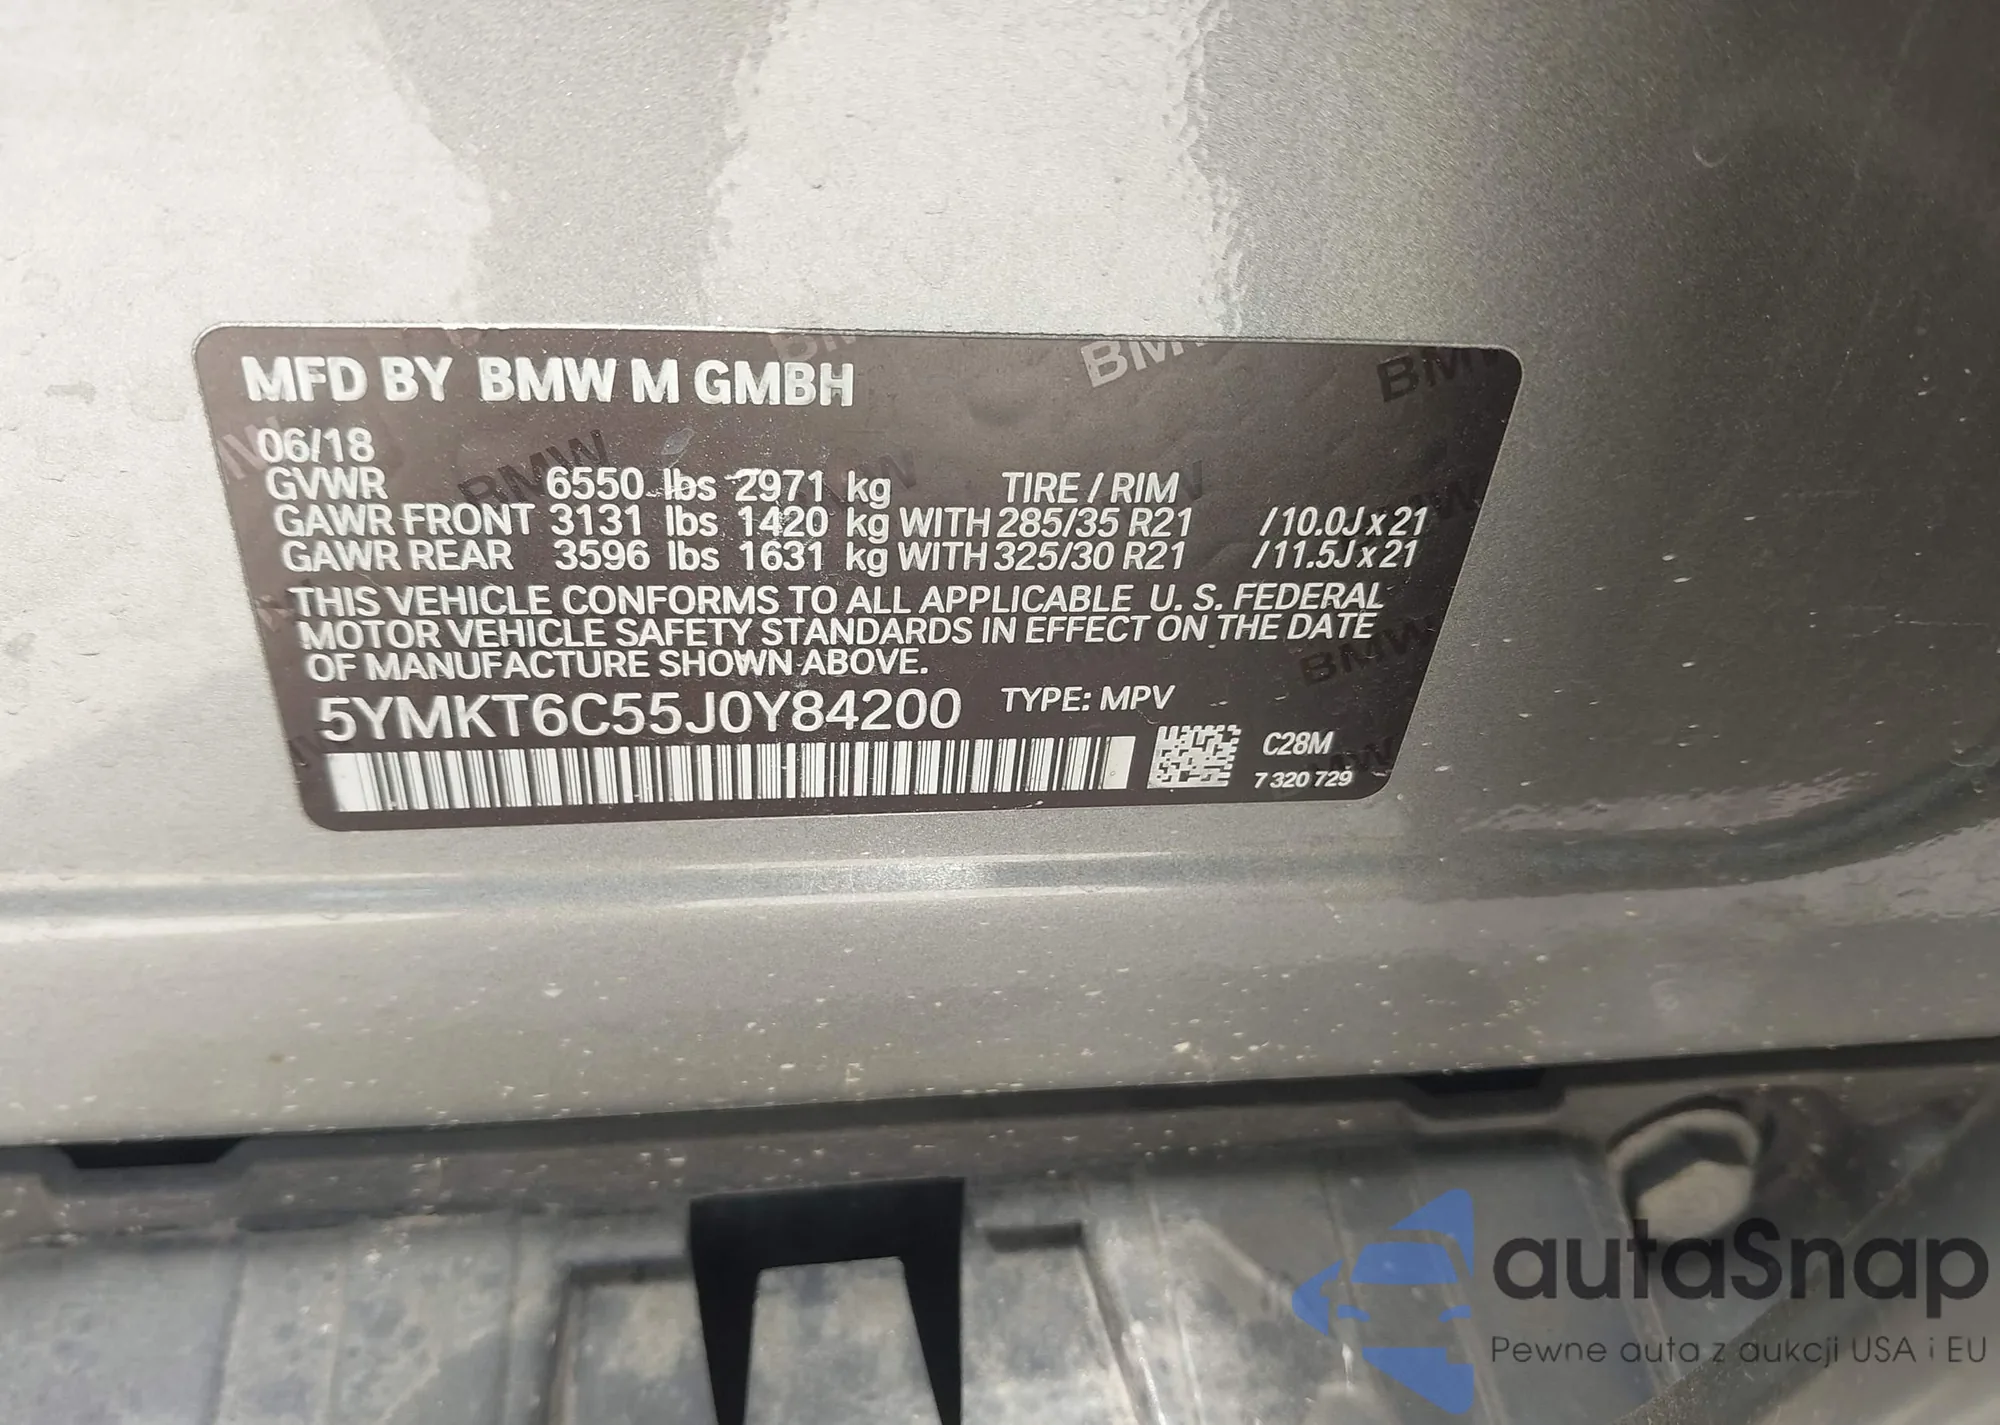 MFD BY BMW M GMBH
06/18
GVWR 6550 lbs 2971 kg TIRE / RIM
GAWR FRONT 3131 lbs 1420 kg WITH 285/35 R21 /10.0J x 21
GAWR REAR 3596 lbs 1631 kg WITH 325/30 R21 /11.5J x 21
THIS VEHICLE CONFORMS TO ALL APPLICABLE U. S. FEDERAL
MOTOR VEHICLE SAFETY STANDARDS IN EFFECT ON THE DATE
OF MANUFACTURE SHOWN ABOVE.
5YMKT6C55J0Y84200 TYPE: MPV
C28M
7 320 729
autaSnap
Pewne auta z aukcji USA i EU